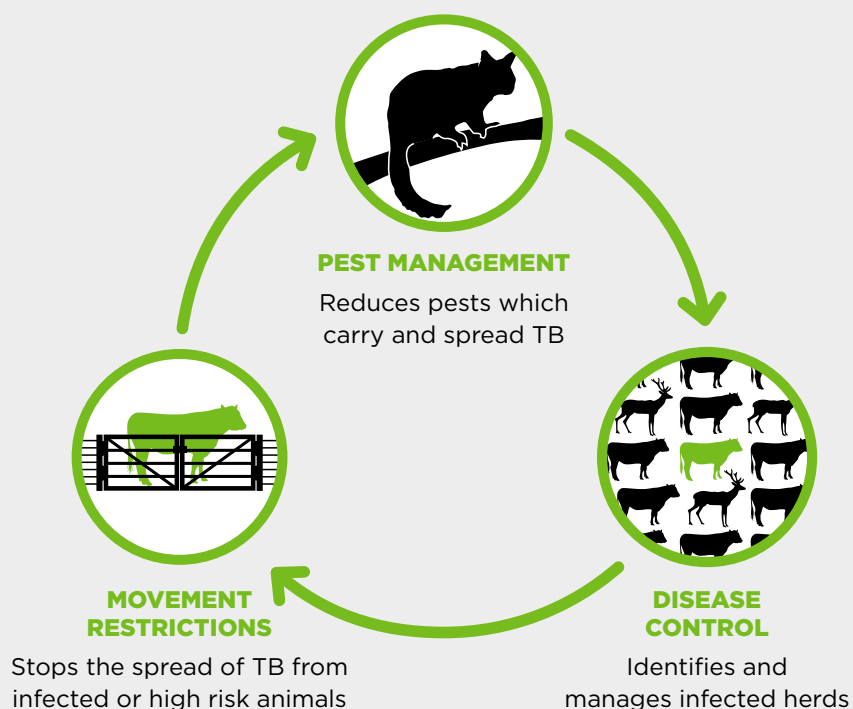 PEST MANAGEMENT
Reduces pests which
carry and spread TB
MOVEMENT
RESTRICTIONS
Stops the spread of TB from
infected or high risk animals
DISEASE
CONTROL
Identifies and
manages infected herds